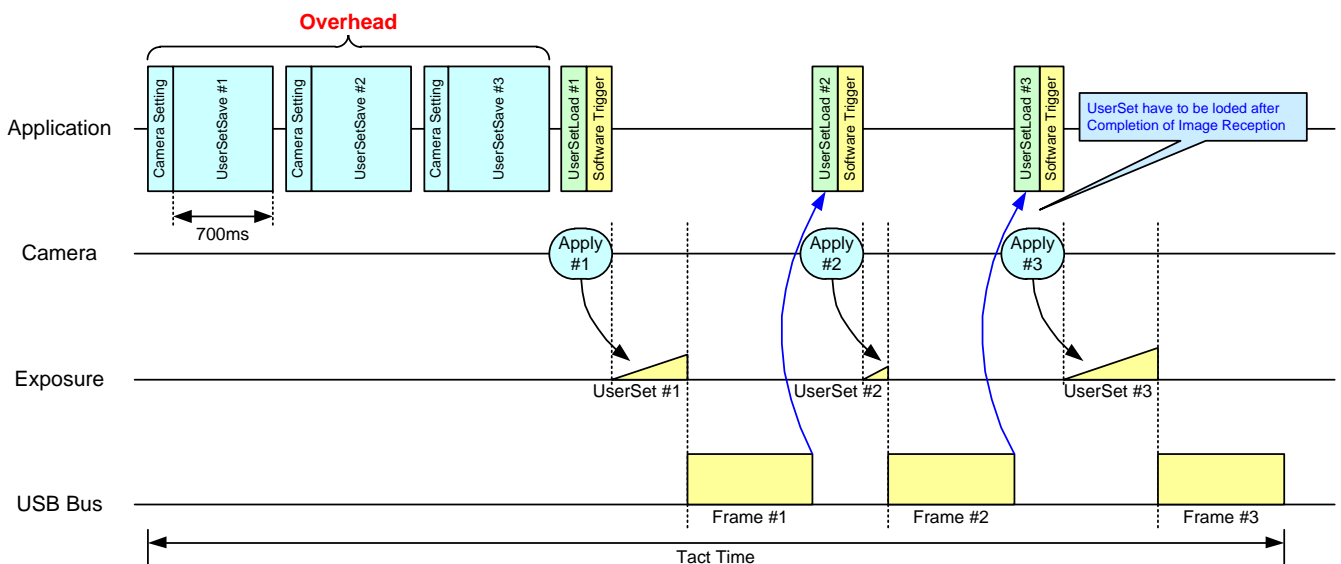 Overhead
Camera Setting
UserSetSave #1
Camera Setting
UserSetSave #2
Camera Setting
UserSetSave #3
UserSetLoad #1
Software Trigger
UserSetLoad #2
Software Trigger
UserSetLoad #3
Software Trigger
UserSet have to be loded after
Completion of Image Reception
Application
700ms
Camera
Apply
#1
Apply
#2
Apply
#3
Exposure
UserSet #1
UserSet #2
UserSet #3
USB Bus
Frame #1
Frame #2
Frame #3
Tact Time